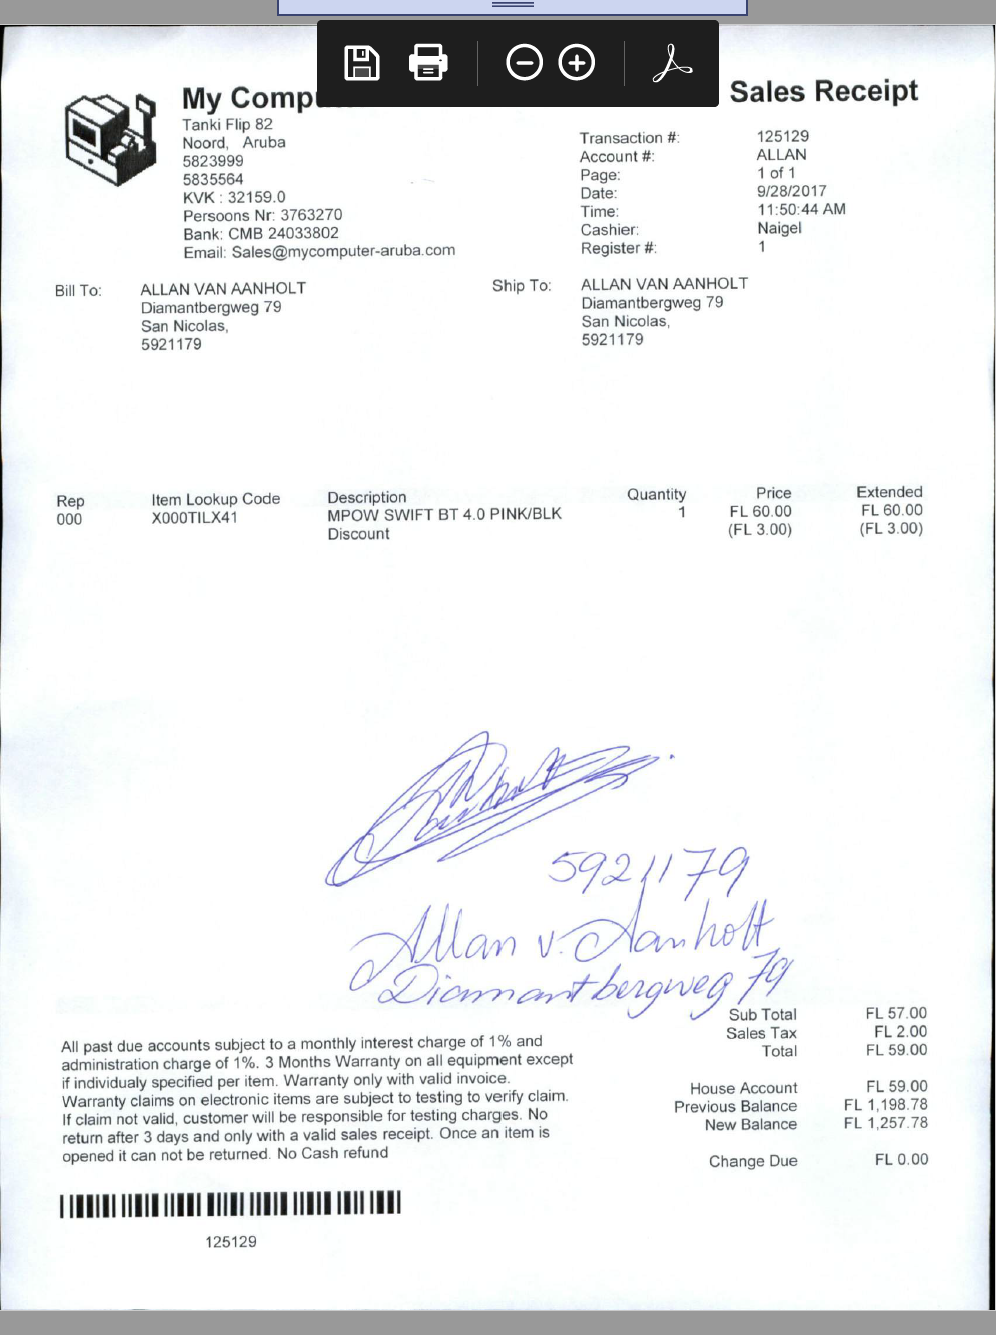 My Compu
Sales Receipt
Tanki Flip 82
Noord, Aruba
5823999
5835564
KVK : 32159.0
Persoons Nr: 3763270
Bank: CMB 24033802
Email: Sales@mycomputer-aruba.com
Transaction #: 125129
Account #: ALLAN
Page: 1 of 1
Date: 9/28/2017
Time: 11:50:44 AM
Cashier: Naigel
Register #: 1
Bill To: ALLAN VAN AANHOLT
Diamantbergweg 79
San Nicolas,
5921179
Ship To: ALLAN VAN AANHOLT
Diamantbergweg 79
San Nicolas,
5921179
Rep Item Lookup Code Description Quantity Price Extended
000 X000TILX41 MPOW SWIFT BT 4.0 PINK/BLK 1 FL 60.00 FL 60.00
Discount (FL 3.00) (FL 3.00)
5921179
Allan v. Aanholt
Diamantbergweg 79
Sub Total FL 57.00
Sales Tax FL 2.00
Total FL 59.00
House Account FL 59.00
Previous Balance FL 1,198.78
New Balance FL 1,257.78
Change Due FL 0.00
All past due accounts subject to a monthly interest charge of 1% and
administration charge of 1%. 3 Months Warranty on all equipment except
if individualy specified per item. Warranty only with valid invoice.
Warranty claims on electronic items are subject to testing to verify claim.
If claim not valid, customer will be responsible for testing charges. No
return after 3 days and only with a valid sales receipt. Once an item is
opened it can not be returned. No Cash refund
125129